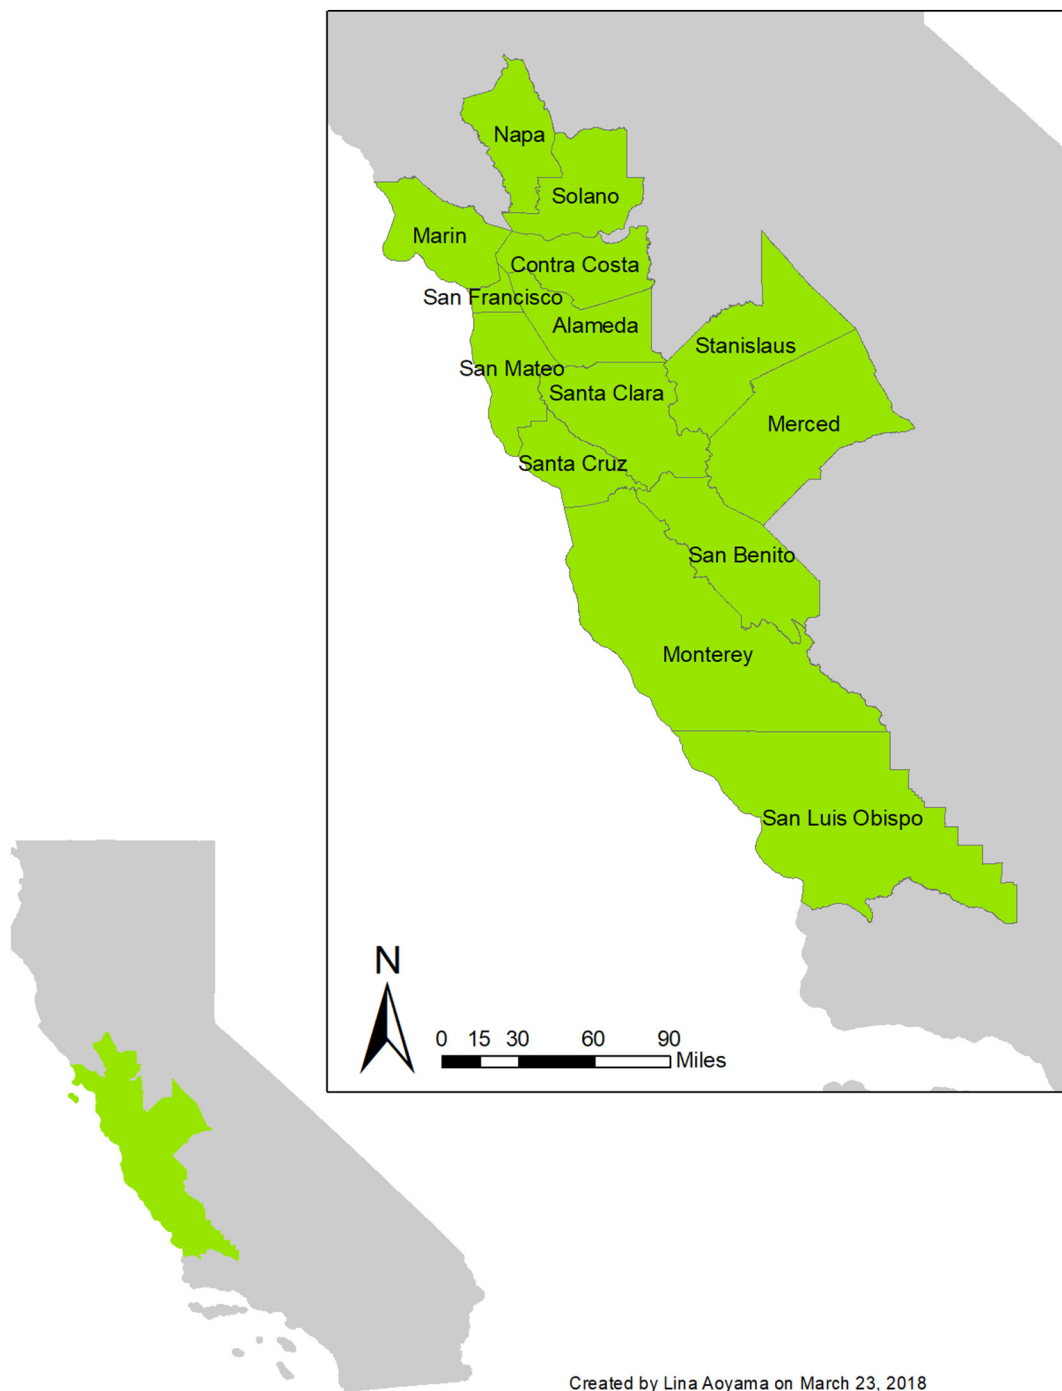 Napa
Solano
Marin
Contra Costa
San Francisco
Alameda
Stanislaus
San Mateo
Santa Clara
Merced
Santa Cruz
San Benito
Monterey
San Luis Obispo
N
0 15 30 60 90
Miles
Created by Lina Aoyama on March 23, 2018